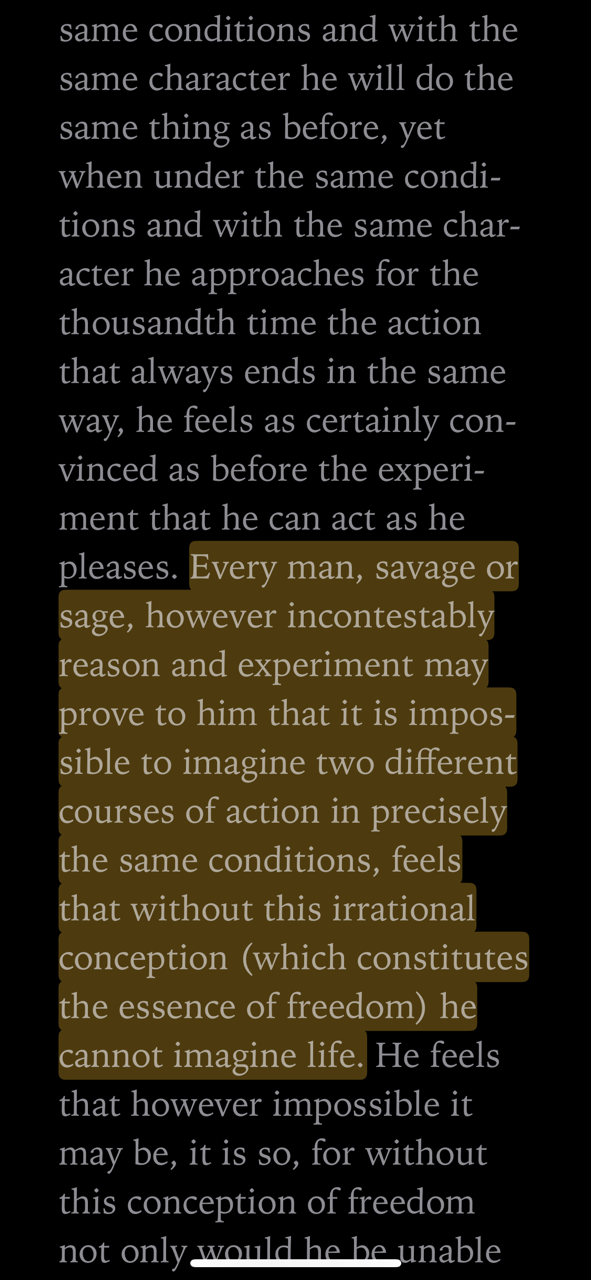 same conditions and with the
same character he will do the
same thing as before, yet
when under the same condi-
tions and with the same char-
acter he approaches for the
thousandth time the action
that always ends in the same
way, he feels as certainly con-
vinced as before the experi-
ment that he can act as he
pleases. Every man, savage or
sage, however incontestably
reason and experiment may
prove to him that it is impos-
sible to imagine two different
courses of action in precisely
the same conditions, feels
that without this irrational
conception (which constitutes
the essence of freedom) he
cannot imagine life. He feels
that however impossible it
may be, it is so, for without
this conception of freedom
not only would he be unable